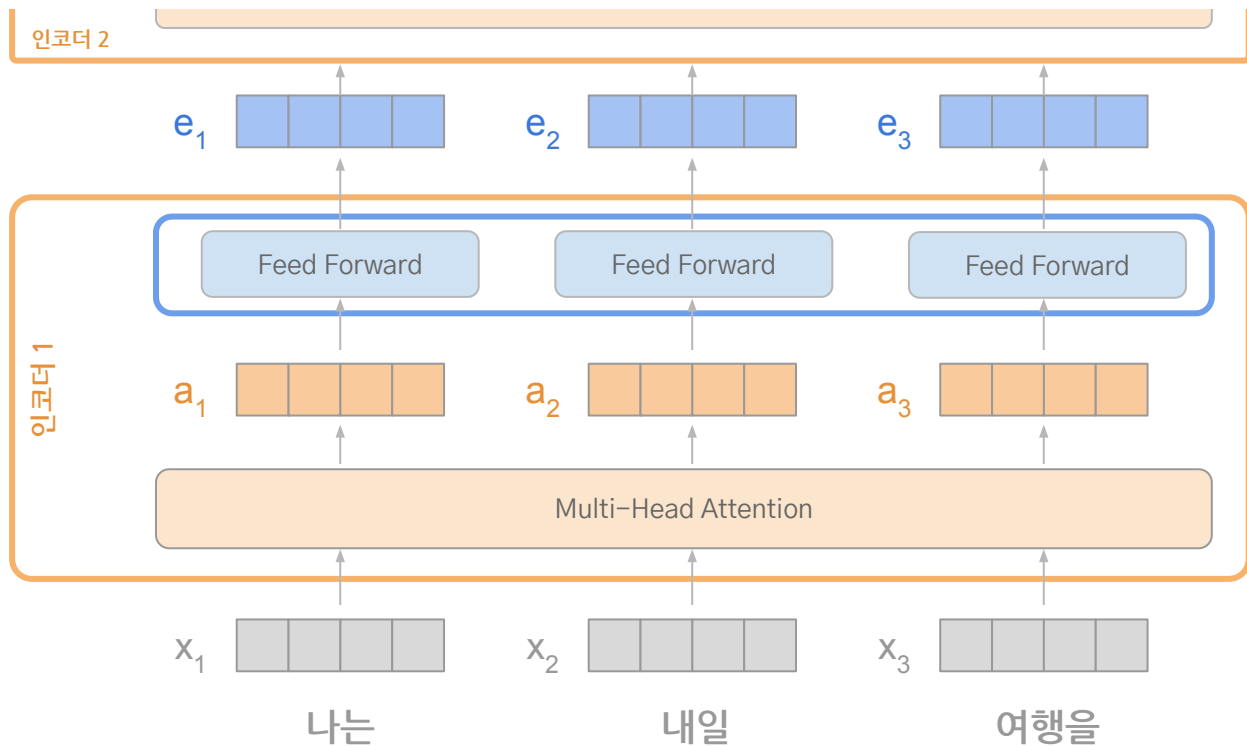 인코더 2
e1 e2 e3
Feed Forward Feed Forward Feed Forward
인코더 1
a1 a2 a3
Multi-Head Attention
x1 x2 x3
나는 내일 여행을